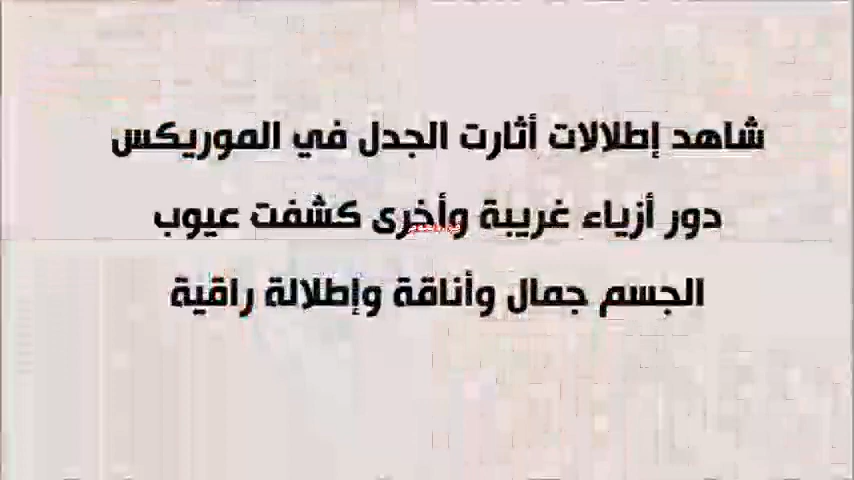 شاهد إطلالات أثارت الجدل في الموريكس
دور أزياء غريبة وأخرى كشفت عيوب
الجسم جمال وأناقة وإطلالة راقية